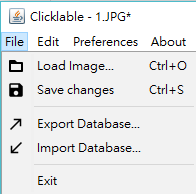 Clicklable - 1.JPG*
File Edit Preferences About
Load Image... Ctrl+O
Save changes Ctrl+S
Export Database...
Import Database...
Exit